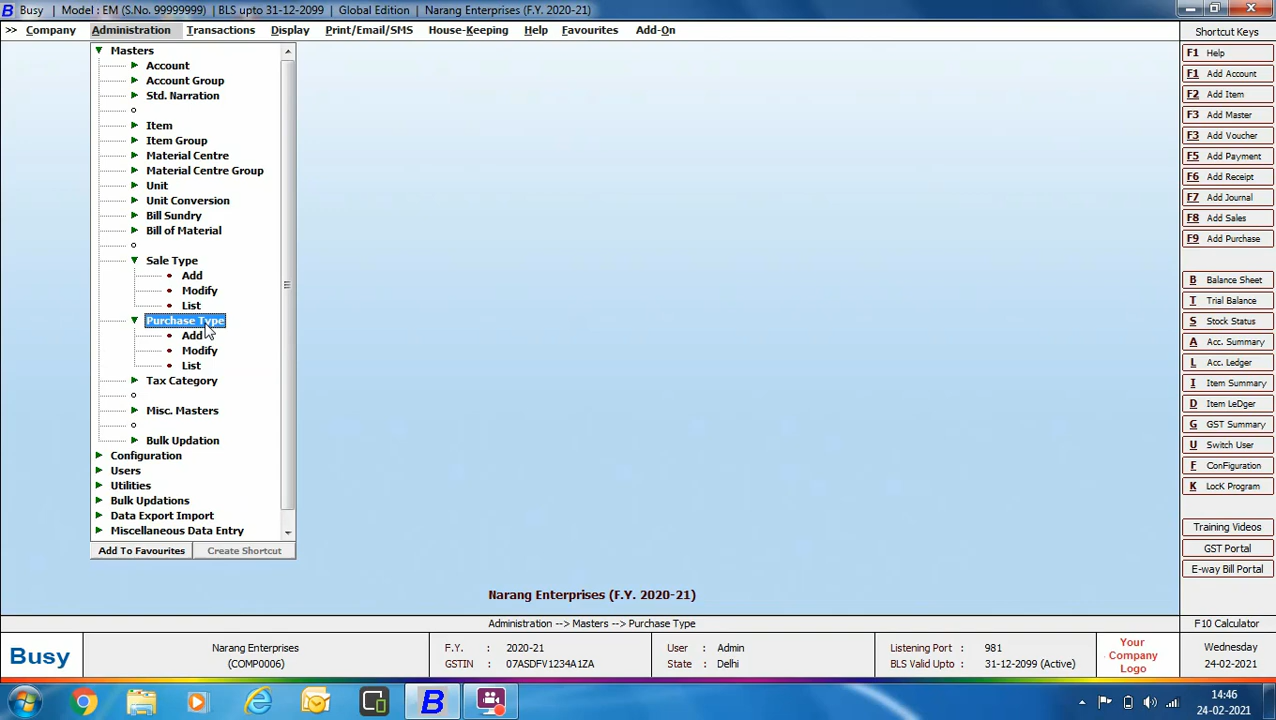 Busy | Model : EM (S.No. 99999999) | BLS upto 31-12-2099 | Global Edition | Narang Enterprises (F.Y. 2020-21) |
>> Company Administration Transactions Display Print/Email/SMS House-Keeping Help Favourites Add-On
Masters
Account
Account Group
Std. Narration
Item
Item Group
Material Centre
Material Centre Group
Unit
Unit Conversion
Bill Sundry
Bill of Material
Sale Type
Add
Modify
List
Purchase Type
Add
Modify
List
Tax Category
Misc. Masters
Bulk Updation
Configuration
Users
Utilities
Bulk Updations
Data Export Import
Miscellaneous Data Entry
Add To Favourites Create Shortcut
Shortcut Keys
F1 Help
F1 Add Account
F2 Add Item
F3 Add Master
F3 Add Voucher
F5 Add Payment
F6 Add Receipt
F7 Add Journal
F8 Add Sales
F9 Add Purchase
B Balance Sheet
T Trial Balance
S Stock Status
A Acc. Summary
L Acc. Ledger
I Item Summary
D Item LeDger
G GST Summary
U Switch User
F ConFiguration
K LocK Program
Training Videos
GST Portal
E-way Bill Portal
Narang Enterprises (F.Y. 2020-21)
Administration --> Masters --> Purchase Type
F10 Calculator
Busy
Narang Enterprises
(COMP0006)
F.Y. : 2020-21
GSTIN : 07ASDFV1234A1ZA
User : Admin
State : Delhi
Listening Port : 981
BLS Valid Upto : 31-12-2099 (Active)
Your
Company
Logo
Wednesday
24-02-2021
14:46
24-02-2021